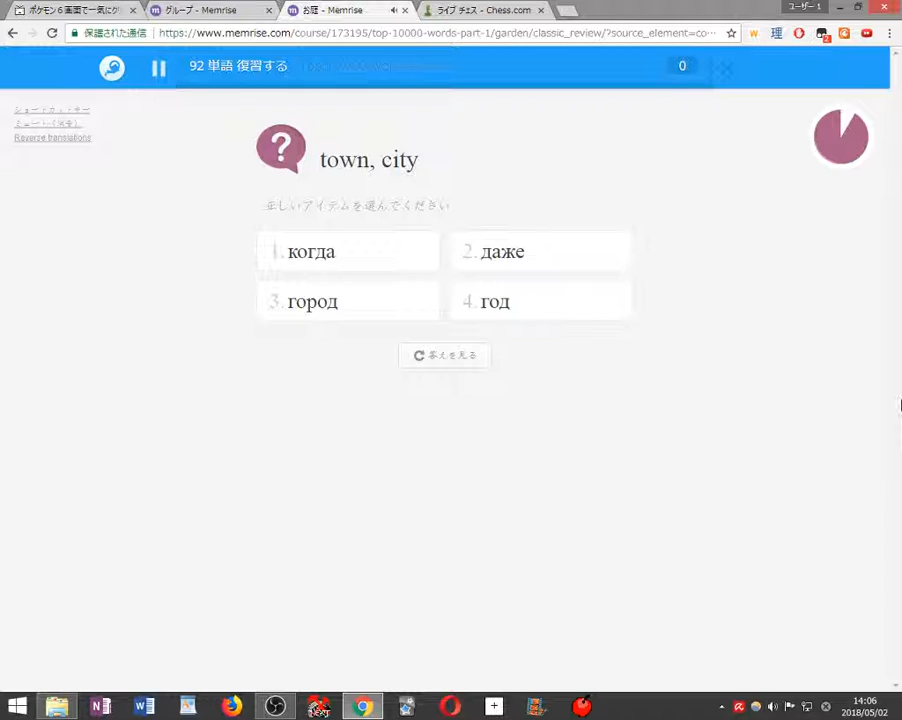 ポケモン６画面で一気にク
グループ - Memrise
お冠 - Memrise
ライブ チェス - Chess.com
ユーザー 1
保護された通信
https://www.memrise.com/course/173195/top-10000-words-part-1/garden/classic_review/?source_element=co…
92 単語 復習する
0
Reverse translations
?
town, city
正しいアイテムを選んでください
1. когда
2. даже
3. город
4. год
答えを見る
14:06
2018/05/02